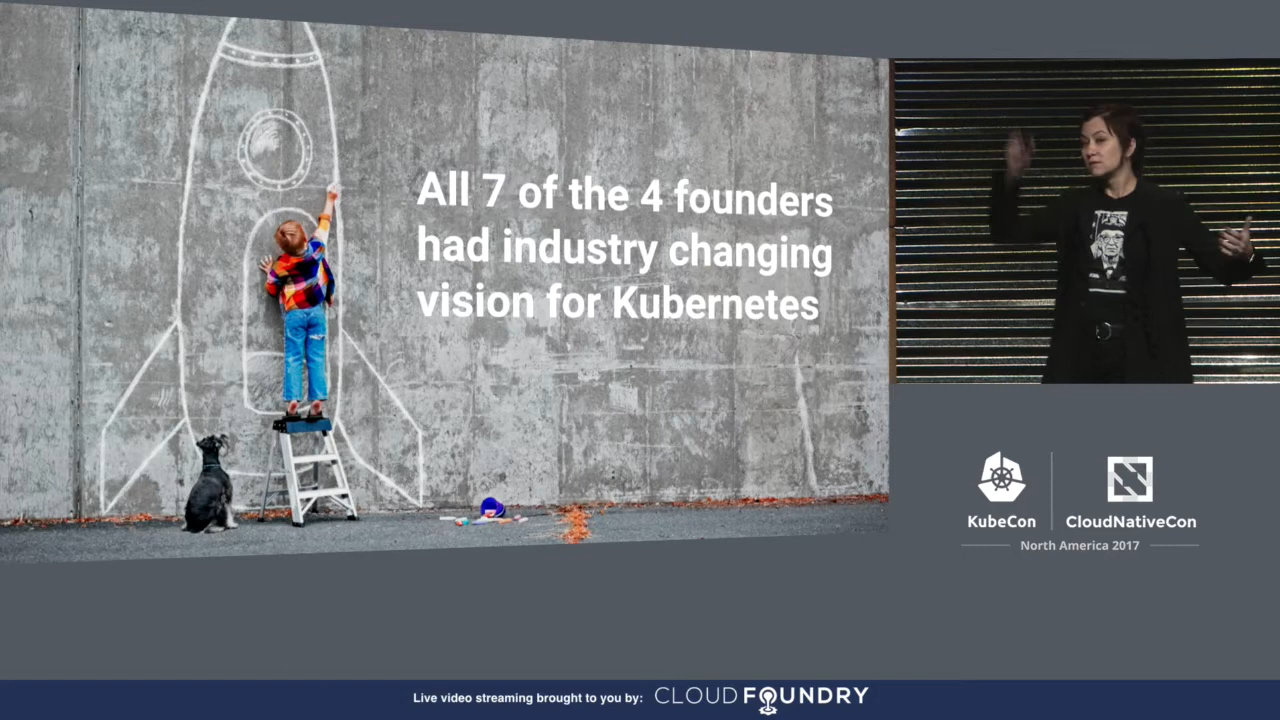 All 7 of the 4 founders
had industry changing
vision for Kubernetes
KubeCon
CloudNativeCon
North America 2017
Live video streaming brought to you by: CLOUD FOUNDRY